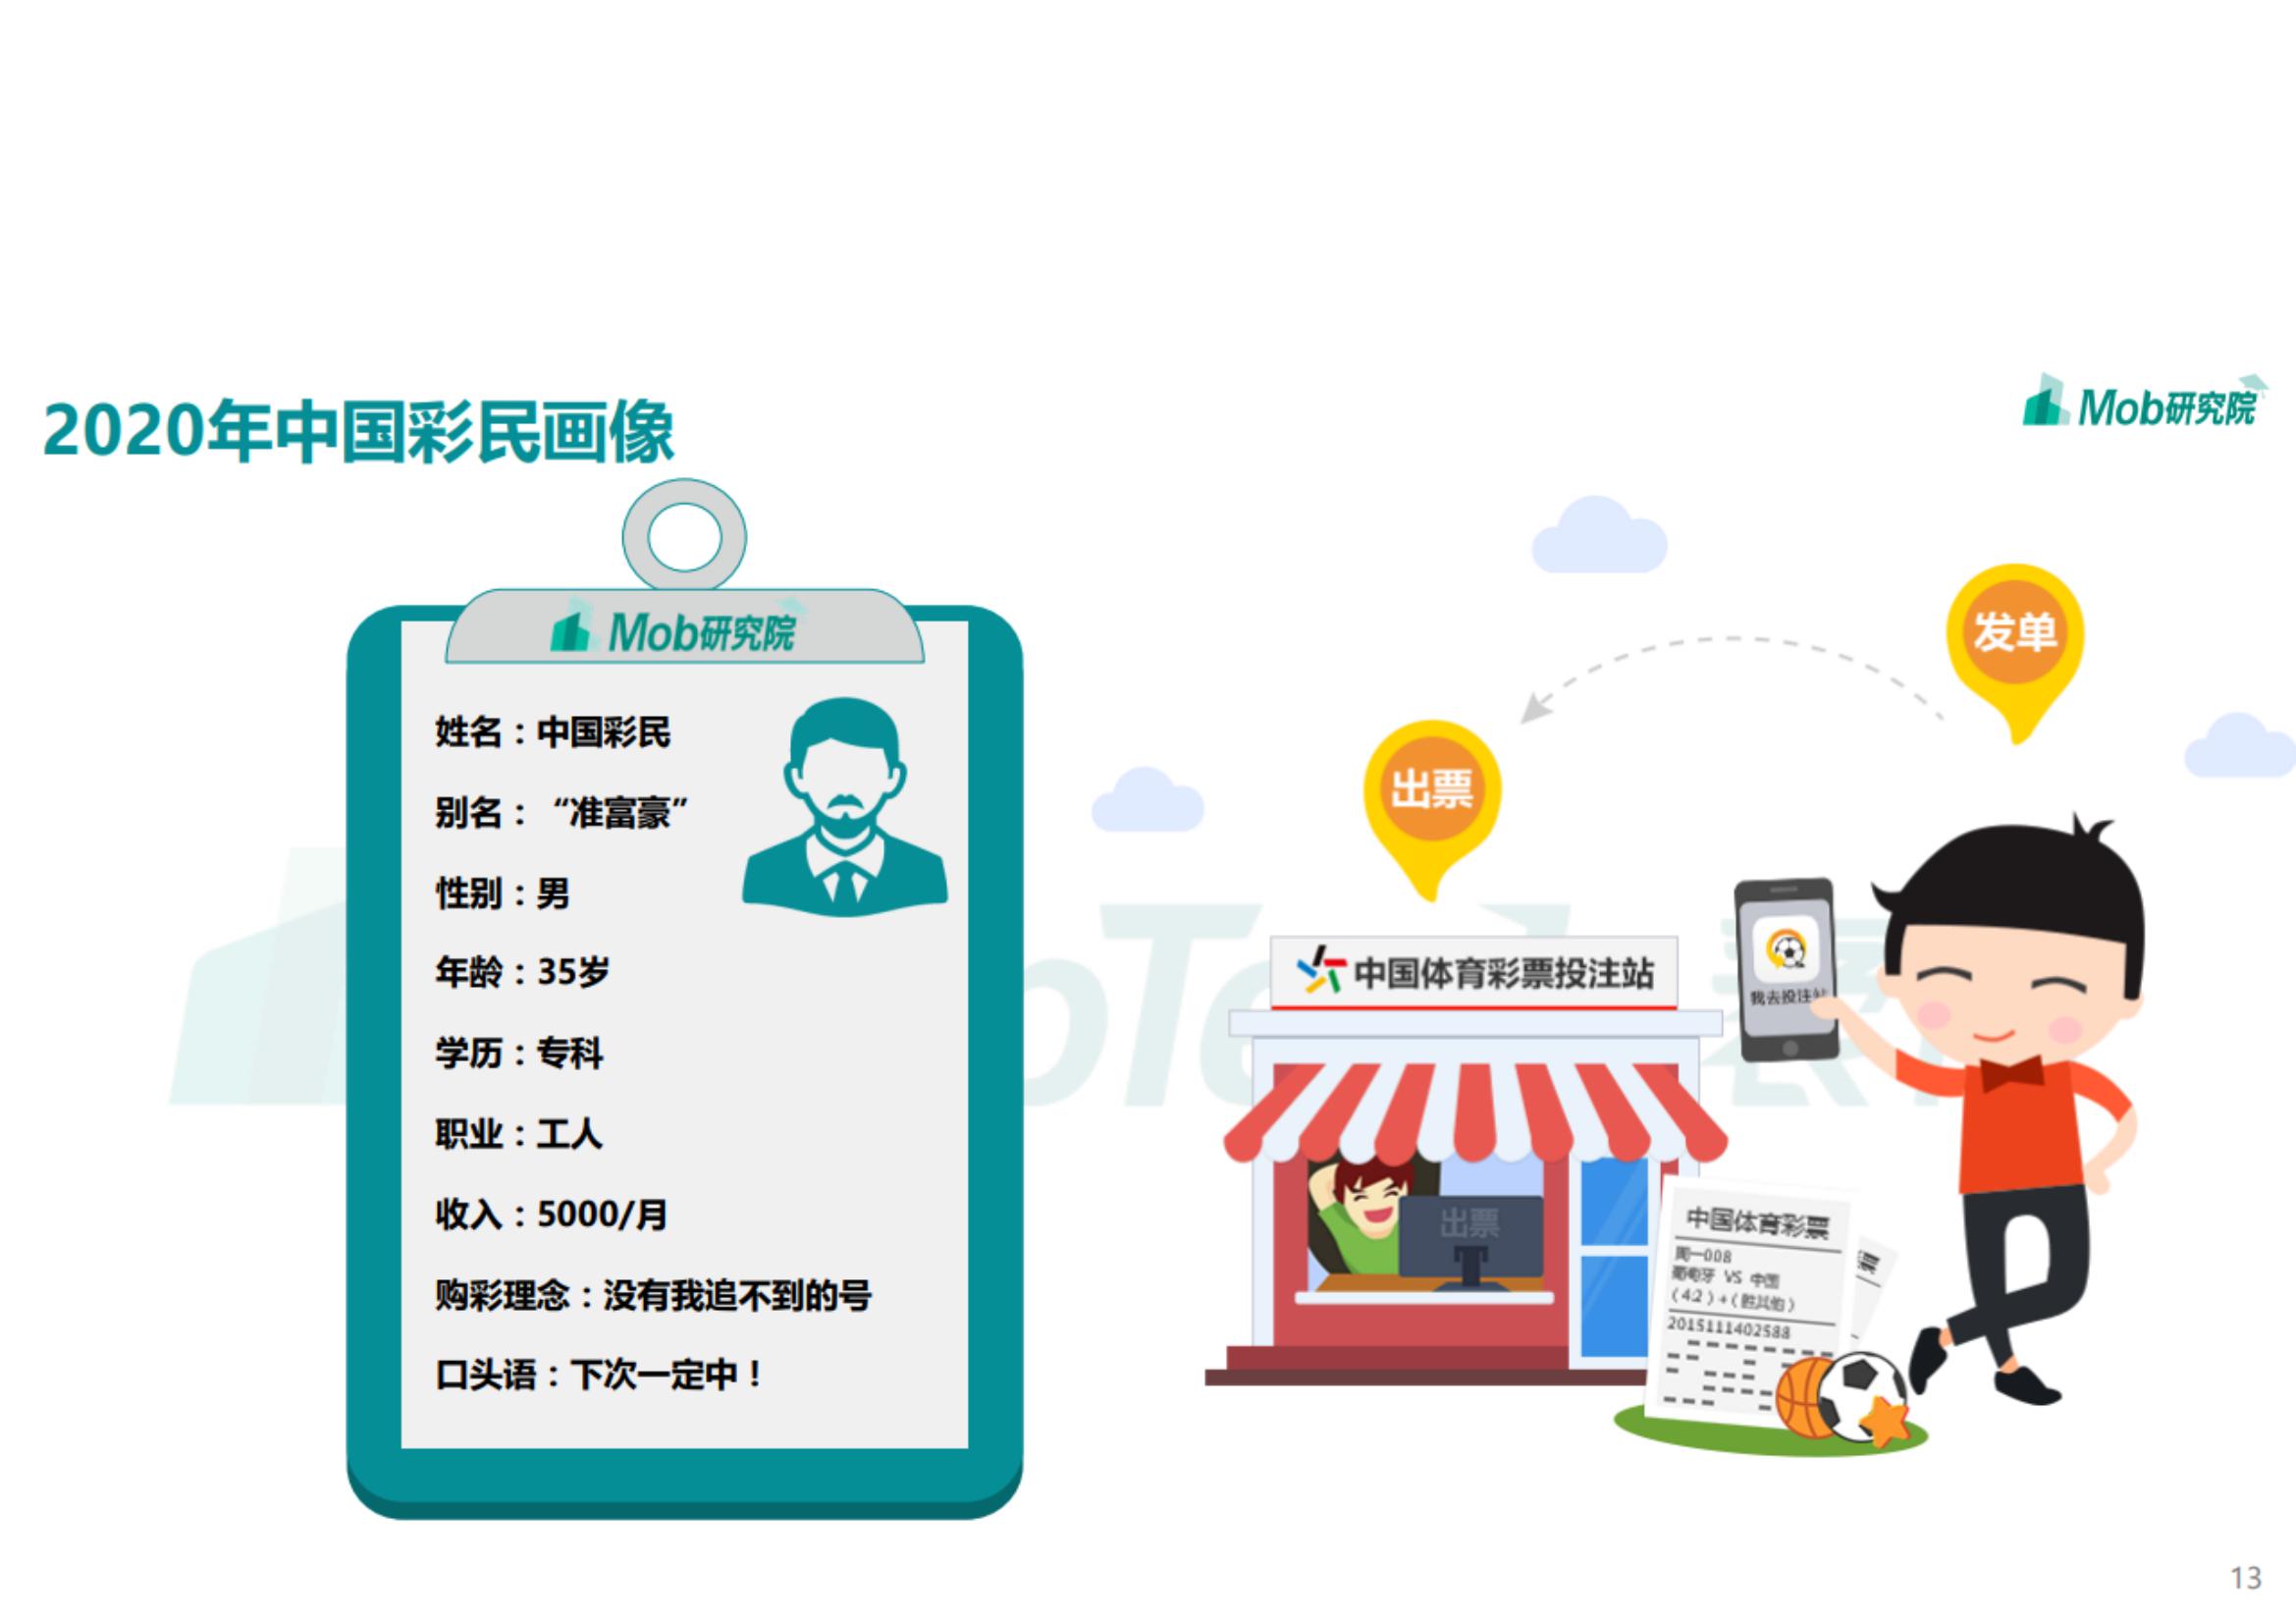 2020年中国彩民画像
Mob研究院
Mob研究院
姓名：中国彩民
别名：“准富豪”
性别：男
年龄：35岁
学历：专科
职业：工人
收入：5000/月
购彩理念：没有我追不到的号
口头语：下次一定中！
发单
出票
中国体育彩票投注站
我去投注站
出票
中国体育彩票
周一008
葡萄牙 VS 中国
（4:2）+（胜其他）
2015111402588
13